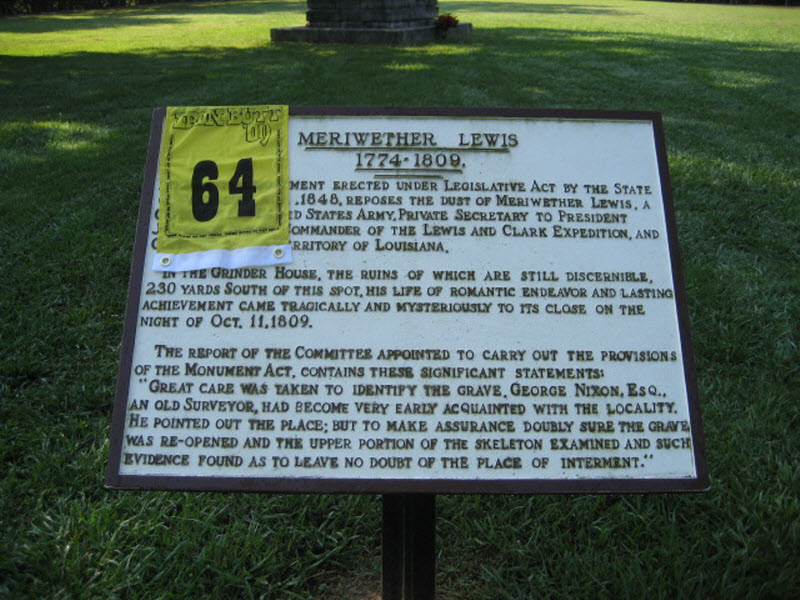 IRON BUTT
64
MERIWETHER LEWIS
1774-1809.
MENT ERECTED UNDER LEGISLATIVE ACT BY THE STATE
.1848, REPOSES THE DUST OF MERIWETHER LEWIS, A
STATES ARMY, PRIVATE SECRETARY TO PRESIDENT
OMMANDER OF THE LEWIS AND CLARK EXPEDITION, AND
RRITORY OF LOUISIANA.
IN THE GRINDER HOUSE, THE RUINS OF WHICH ARE STILL DISCERNIBLE,
230 YARDS SOUTH OF THIS SPOT, HIS LIFE OF ROMANTIC ENDEAVOR AND LASTING
ACHIEVEMENT CAME TRAGICALLY AND MYSTERIOUSLY TO ITS CLOSE ON THE
NIGHT OF OCT. 11, 1809.
THE REPORT OF THE COMMITTEE APPOINTED TO CARRY OUT THE PROVISIONS
OF THE MONUMENT ACT, CONTAINS THESE SIGNIFICANT STATEMENTS:
"GREAT CARE WAS TAKEN TO IDENTIFY THE GRAVE. GEORGE NIXON, ESQ.,
AN OLD SURVEYOR, HAD BECOME VERY EARLY ACQUAINTED WITH THE LOCALITY.
HE POINTED OUT THE PLACE; BUT TO MAKE ASSURANCE DOUBLY SURE THE GRAVE
WAS RE-OPENED AND THE UPPER PORTION OF THE SKELETON EXAMINED AND SUCH
EVIDENCE FOUND AS TO LEAVE NO DOUBT OF THE PLACE OF INTERMENT."